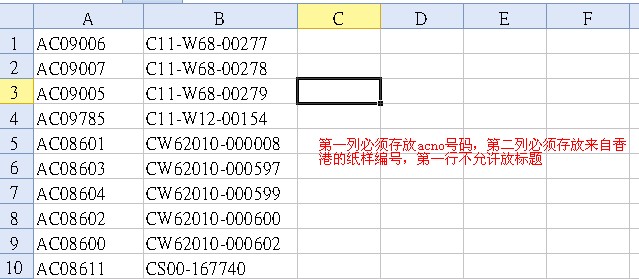 A B C D E F
1 AC09006 C11-W68-00277
2 AC09007 C11-W68-00278
3 AC09005 C11-W68-00279
4 AC09785 C11-W12-00154
5 AC08601 CW62010-000008
第一列必须存放acno号码，第二列必须存放来自香
港的纸样编号，第一行不允许放标题
6 AC08603 CW62010-000597
7 AC08604 CW62010-000599
8 AC08602 CW62010-000600
9 AC08600 CW62010-000602
10 AC08611 CS00-167740